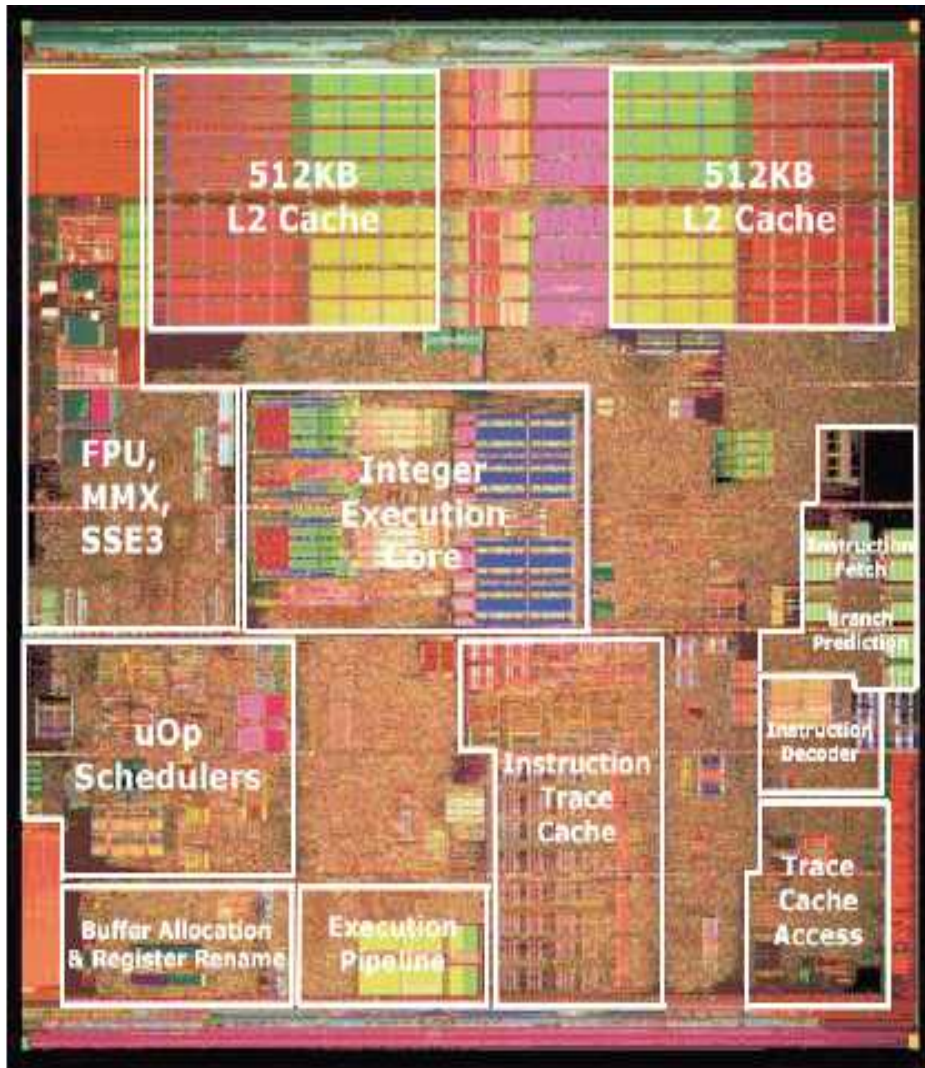 512KB
L2 Cache
512KB
L2 Cache
FPU,
MMX,
SSE3
Integer
Execution
Core
Instruction
Fetch
Branch
Prediction
uOp
Schedulers
Instruction
Trace
Cache
Instruction
Decoder
Trace
Cache
Access
Buffer Allocation
& Register Rename
Execution
Pipeline